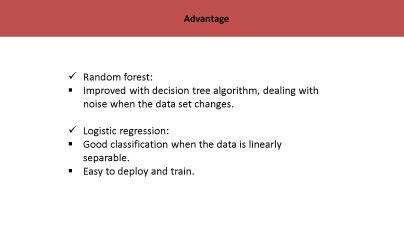 Advantage
✓ Random forest:
▪ Improved with decision tree algorithm, dealing with
noise when the data set changes.
✓ Logistic regression:
▪ Good classification when the data is linearly
separable.
▪ Easy to deploy and train.